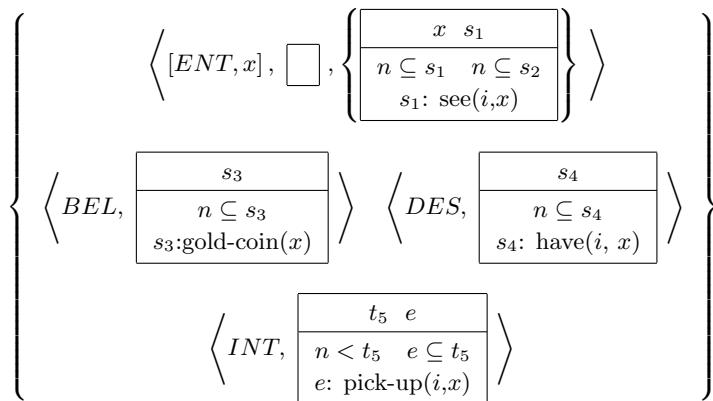 x s₁
⟨[ENT, x], , {n ⊆ s₁ n ⊆ s₂}⟩
s₁: see(i,x)
s₃ s₄
⟨BEL, n ⊆ s₃⟩ ⟨DES, n ⊆ s₄⟩
s₃:gold-coin(x) s₄: have(i, x)
t₅ e
⟨INT, n < t₅ e ⊆ t₅⟩
e: pick-up(i,x)